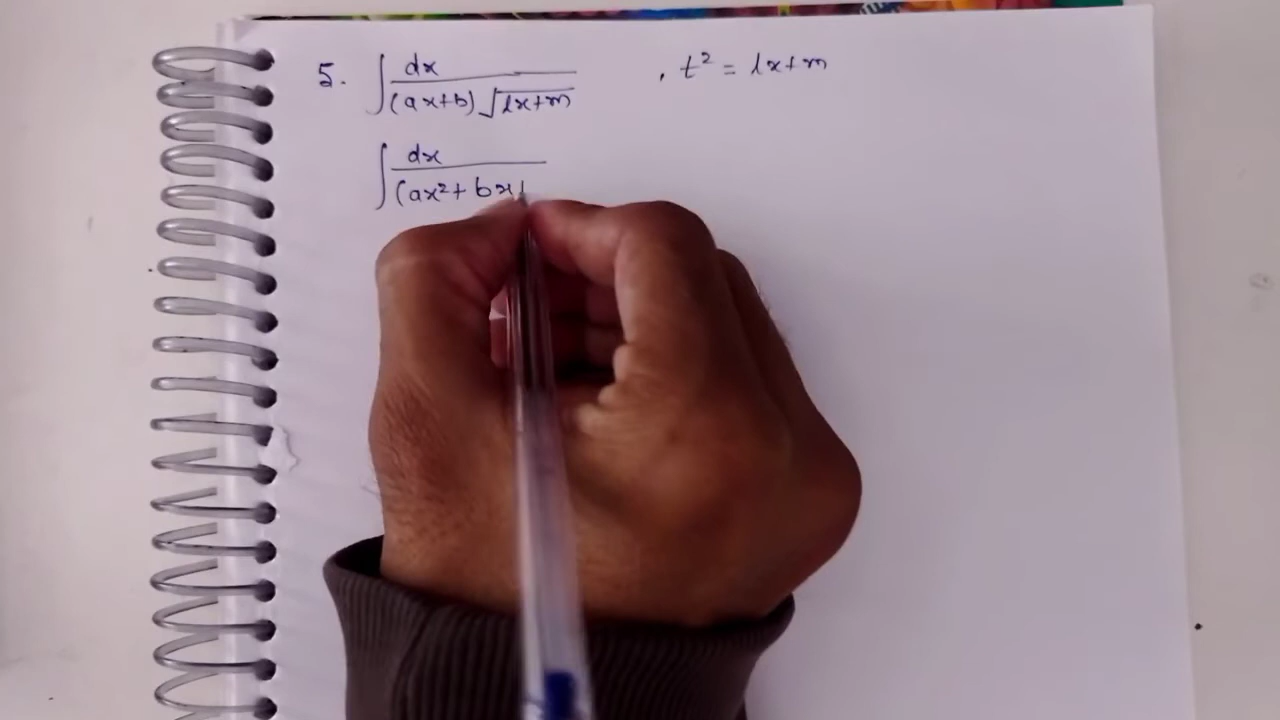 5. ∫ dx / (ax+b) √lx+m , t² = lx+m
∫ dx / (ax² + bx+